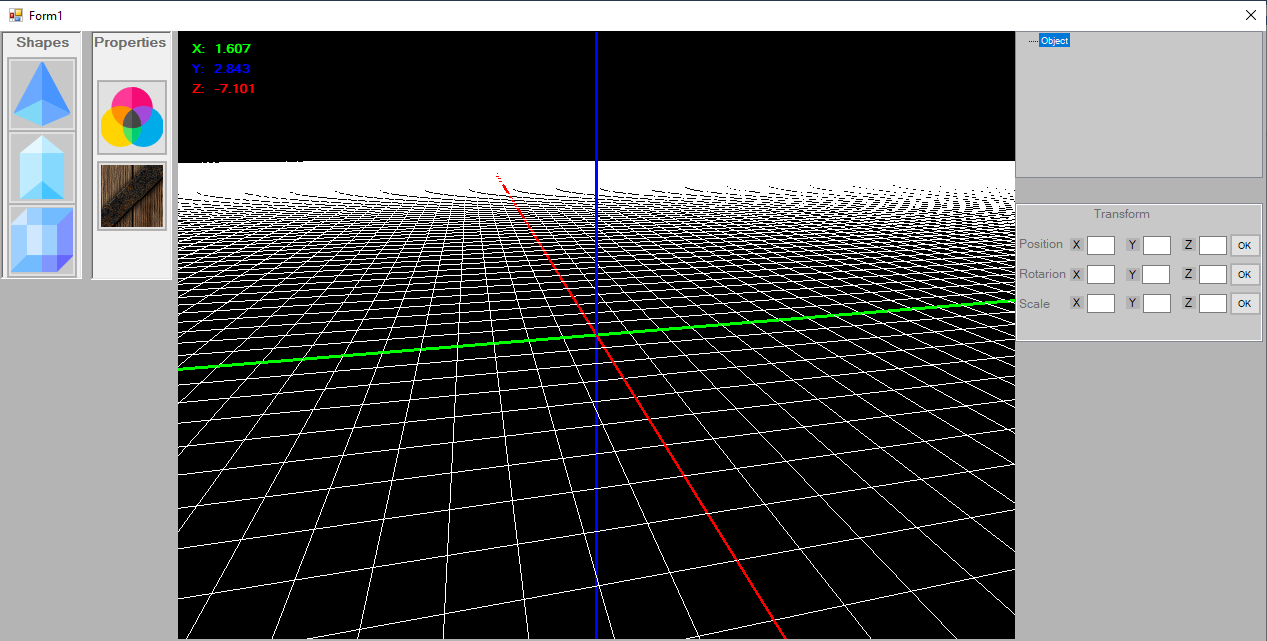 Form1
Shapes
Properties
X: 1.607
Y: 2.843
Z: -7.101
Object
Transform
Position X Y Z OK
Rotarion X Y Z OK
Scale X Y Z OK